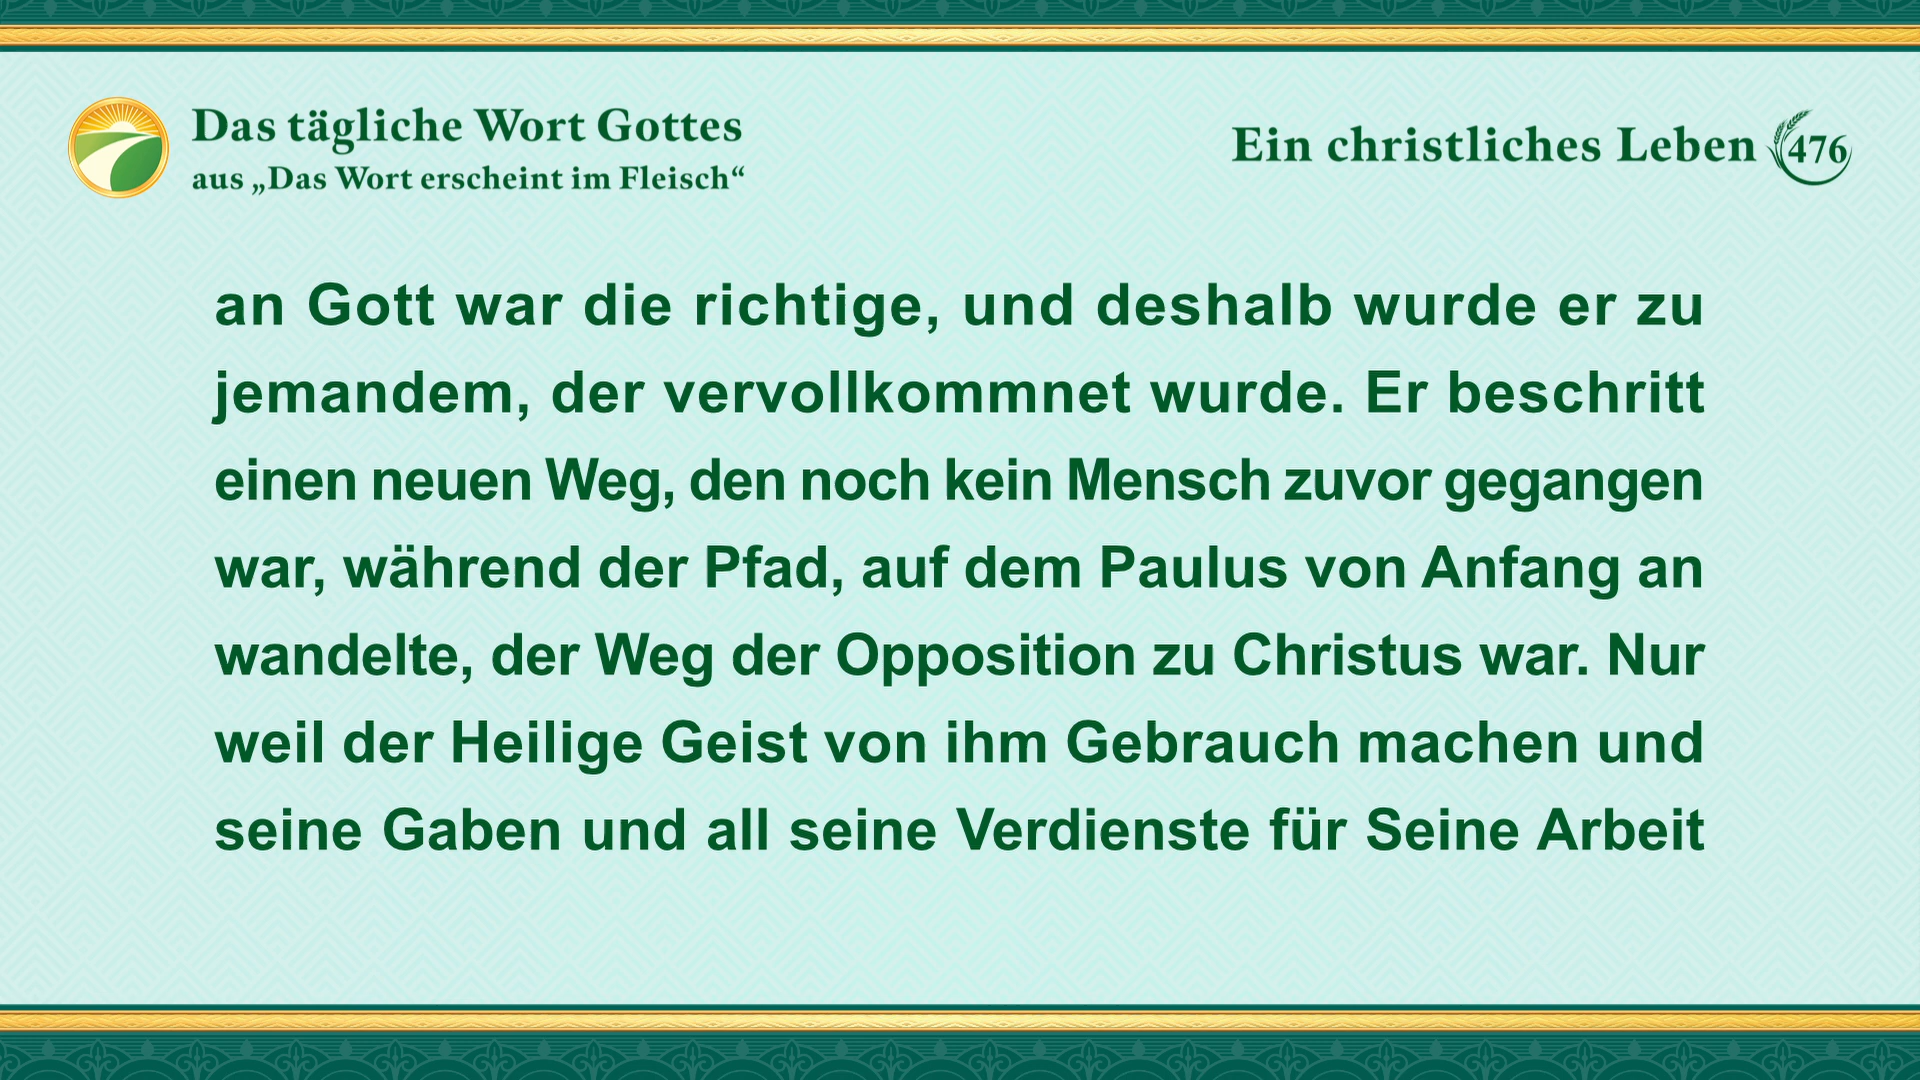 Das tägliche Wort Gottes
aus „Das Wort erscheint im Fleisch“
Ein christliches Leben 476
an Gott war die richtige, und deshalb wurde er zu
jemandem, der vervollkommnet wurde. Er beschritt
einen neuen Weg, den noch kein Mensch zuvor gegangen
war, während der Pfad, auf dem Paulus von Anfang an
wandelte, der Weg der Opposition zu Christus war. Nur
weil der Heilige Geist von ihm Gebrauch machen und
seine Gaben und all seine Verdienste für Seine Arbeit